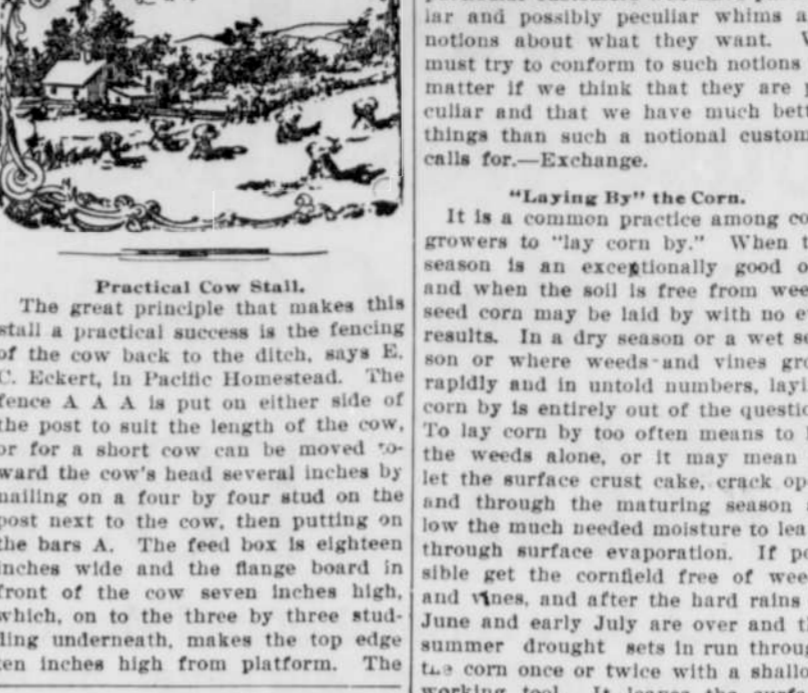 Practical Cow Stall.
The great principle that makes this
stall a practical success is the fencing
of the cow back to the ditch, says E.
C. Eckert, in Pacific Homestead. The
fence A A A is put on either side of
the post to suit the length of the cow,
or for a short cow can be moved to-
ward the cow's head several inches by
nailing on a four by four stud on the
post next to the cow, then putting on
the bars A. The feed box is eighteen
inches wide and the flange board in
front of the cow seven inches high,
which, on to the three by three stud-
ding underneath, makes the top edge
ten inches high from platform. The
lar and possibly peculiar whims a
notions about what they want. W
must try to conform to such notions
matter if we think that they are p
culiar and that we have much bett
things than such a notional custom
calls for.—Exchange.
"Laying By" the Corn.
It is a common practice among co
growers to "lay corn by." When t
season is an exceptionally good o
and when the soil is free from wee
seed corn may be laid by with no e
results. In a dry season or a wet se
son or where weeds and vines gro
rapidly and in untold numbers, layi
corn by is entirely out of the questic
To lay corn by too often means to l
the weeds alone, or it may mean
let the surface crust cake, crack op
and through the maturing season a
low the much needed moisture to lea
through surface evaporation. If po
sible get the cornfield free of wee
and vines, and after the hard rains
June and early July are over and th
summer drought sets in run throug
the corn once or twice with a shallo
working tool. It